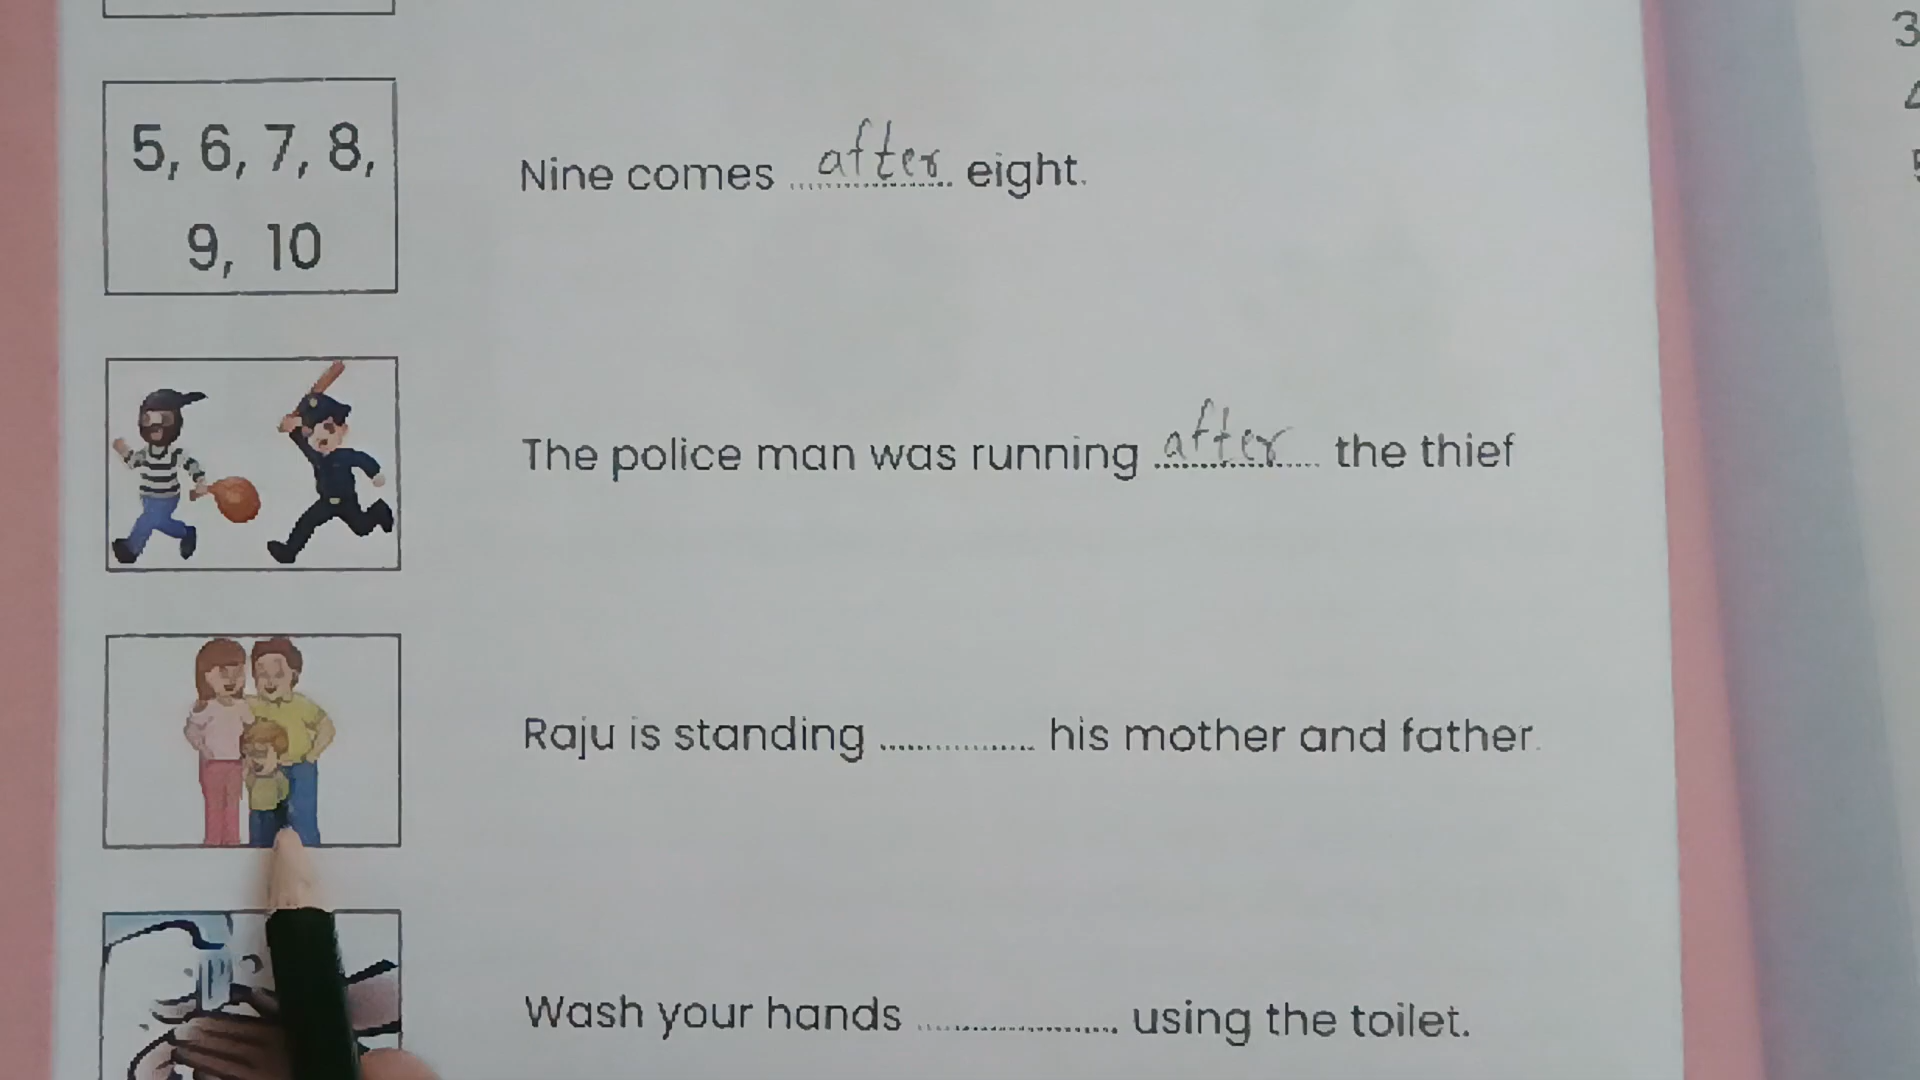 5, 6, 7, 8,
9, 10
Nine comes after eight.
The police man was running after the thief
Raju is standing ............... his mother and father.
Wash your hands .................... using the toilet.
3